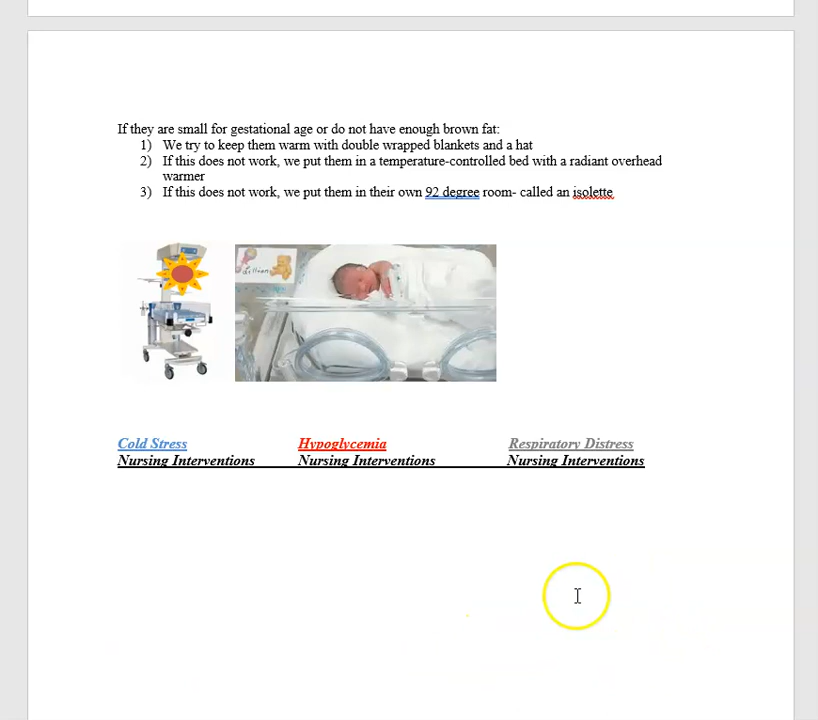 If they are small for gestational age or do not have enough brown fat:
1) We try to keep them warm with double wrapped blankets and a hat
2) If this does not work, we put them in a temperature-controlled bed with a radiant overhead
warmer
3) If this does not work, we put them in their own 92 degree room- called an isolette
Gillian
Cold Stress Hypoglycemia Respiratory Distress
Nursing Interventions Nursing Interventions Nursing Interventions